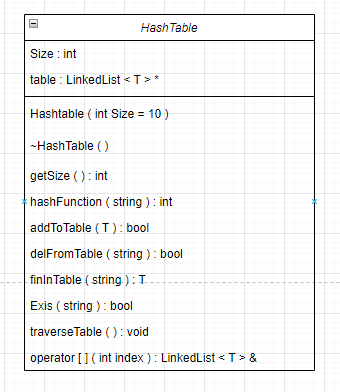 HashTable
Size : int
table : LinkedList < T > *
Hashtable ( int Size = 10 )
~HashTable ( )
getSize ( ) : int
hashFunction ( string ) : int
addToTable ( T ) : bool
delFromTable ( string ) : bool
finInTable ( string ) : T
Exis ( string ) : bool
traverseTable ( ) : void
operator [ ] ( int index ) : LinkedList < T > &